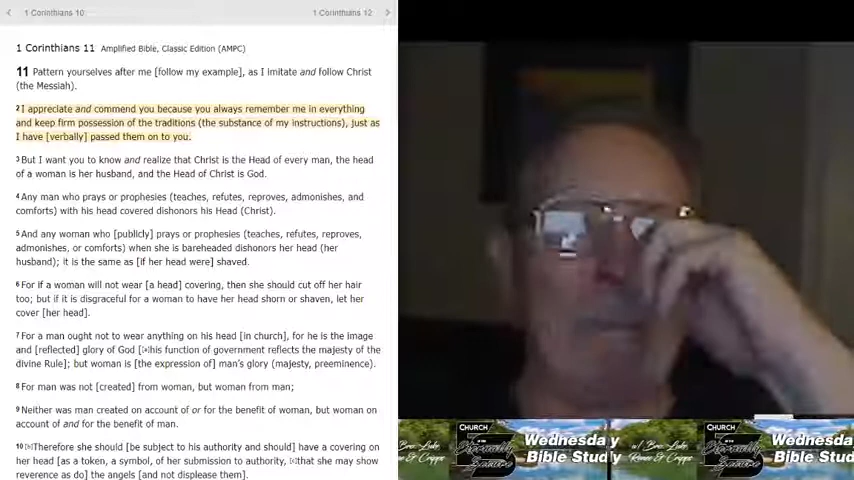 1 Corinthians 10
1 Corinthians 12
1 Corinthians 11 Amplified Bible, Classic Edition (AMPC)
11 Pattern yourselves after me [follow my example], as I imitate and follow Christ
(the Messiah).
2 I appreciate and commend you because you always remember me in everything
and keep firm possession of the traditions (the substance of my instructions), just as
I have [verbally] passed them on to you.
3 But I want you to know and realize that Christ is the Head of every man, the head
of a woman is her husband, and the Head of Christ is God.
4 Any man who prays or prophesies (teaches, refutes, reproves, admonishes, and
comforts) with his head covered dishonors his Head (Christ).
5 And any woman who [publicly] prays or prophesies (teaches, refutes, reproves,
admonishes, or comforts) when she is bareheaded dishonors her head (her
husband); it is the same as [if her head were] shaved.
6 For if a woman will not wear [a head] covering, then she should cut off her hair
too; but if it is disgraceful for a woman to have her head shorn or shaven, let her
cover [her head].
7 For a man ought not to wear anything on his head [in church], for he is the image
and [reflected] glory of God [his function of government reflects the majesty of the
divine Rule]; but woman is [the expression of] man's glory (majesty, preeminence).
8 For man was not [created] from woman, but woman from man;
9 Neither was man created on account of or for the benefit of woman, but woman on
account of and for the benefit of man.
10 Therefore she should [be subject to his authority and should] have a covering on
her head [as a token, a symbol, of her submission to authority, that she may show
reverence as do] the angels [and not displease them].
CHURCH
Eternally
Secure
Wednesday
Bible Study
w/ Bro. Luke
Renee & Cripps
CHURCH
Eternally
Secure
Wednesda
Bible Stud